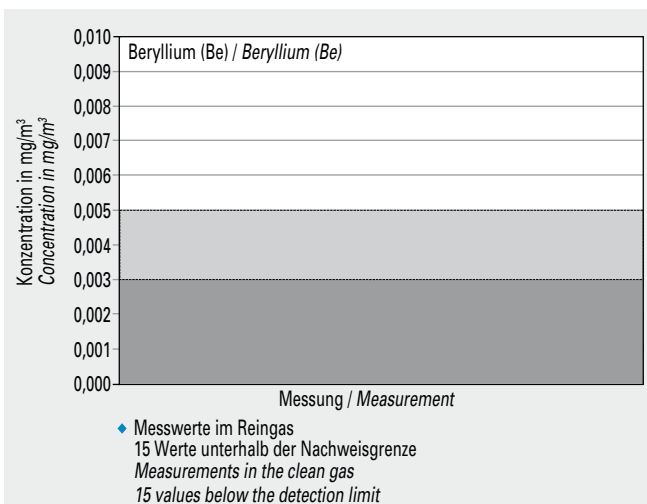 Beryllium (Be) / Beryllium (Be)
Konzentration in mg/m³
Concentration in mg/m³
0,010
0,009
0,008
0,007
0,006
0,005
0,004
0,003
0,002
0,001
0,000
Messung / Measurement
Messwerte im Reingas
15 Werte unterhalb der Nachweisgrenze
Measurements in the clean gas
15 values below the detection limit